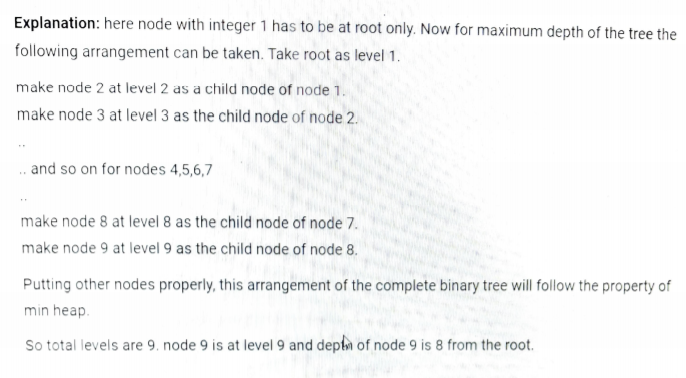 Explanation: here node with integer 1 has to be at root only. Now for maximum depth of the tree the
following arrangement can be taken. Take root as level 1.
make node 2 at level 2 as a child node of node 1.
make node 3 at level 3 as the child node of node 2.
..
.. and so on for nodes 4,5,6,7
..
make node 8 at level 8 as the child node of node 7.
make node 9 at level 9 as the child node of node 8.
Putting other nodes properly, this arrangement of the complete binary tree will follow the property of
min heap.
So total levels are 9. node 9 is at level 9 and depth of node 9 is 8 from the root.